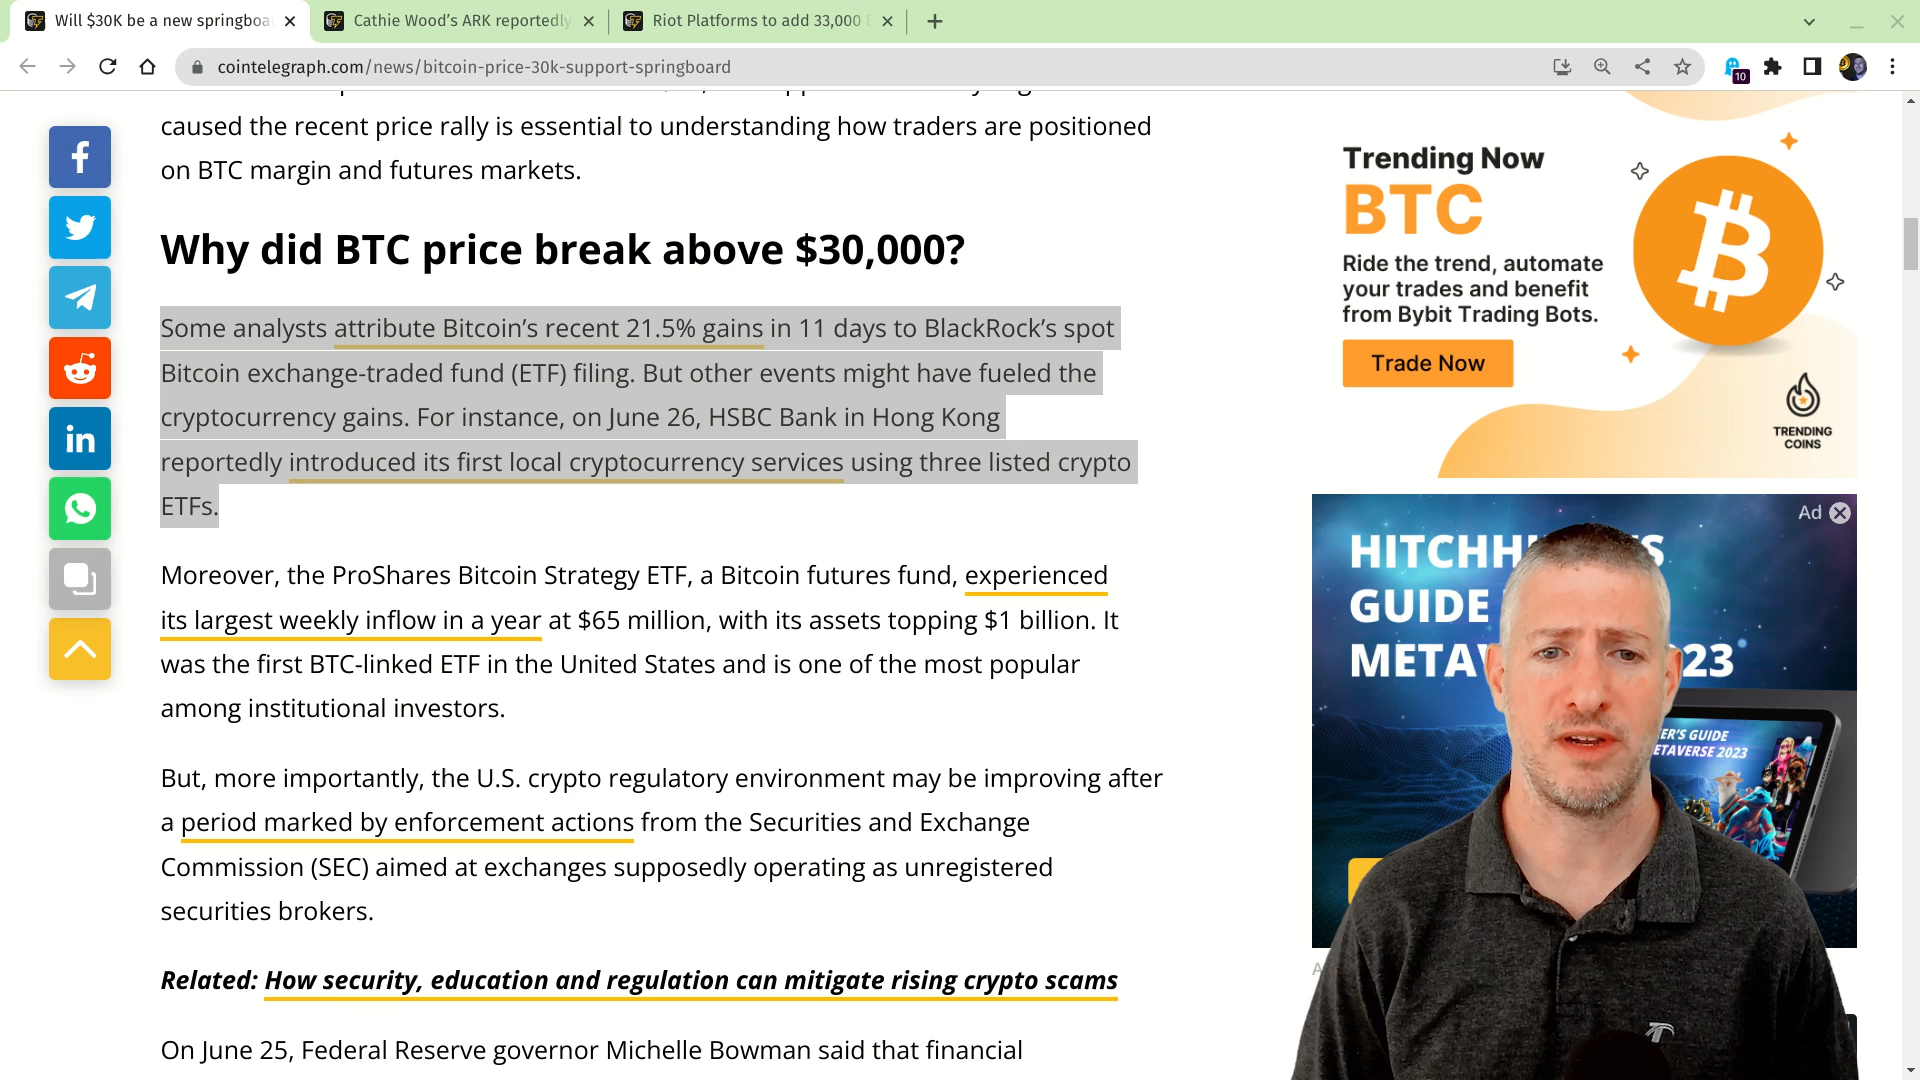 Will $30K be a new springboa
Cathie Wood's ARK reportedly
Riot Platforms to add 33,000
cointelegraph.com/news/bitcoin-price-30k-support-springboard
10
caused the recent price rally is essential to understanding how traders are positioned
on BTC margin and futures markets.
Why did BTC price break above $30,000?
Some analysts attribute Bitcoin's recent 21.5% gains in 11 days to BlackRock's spot
Bitcoin exchange-traded fund (ETF) filing. But other events might have fueled the
cryptocurrency gains. For instance, on June 26, HSBC Bank in Hong Kong
reportedly introduced its first local cryptocurrency services using three listed crypto
ETFs.
Moreover, the ProShares Bitcoin Strategy ETF, a Bitcoin futures fund, experienced
its largest weekly inflow in a year at $65 million, with its assets topping $1 billion. It
was the first BTC-linked ETF in the United States and is one of the most popular
among institutional investors.
But, more importantly, the U.S. crypto regulatory environment may be improving after
a period marked by enforcement actions from the Securities and Exchange
Commission (SEC) aimed at exchanges supposedly operating as unregistered
securities brokers.
Related: How security, education and regulation can mitigate rising crypto scams
On June 25, Federal Reserve governor Michelle Bowman said that financial
Trending Now
BTC
Ride the trend, automate
your trades and benefit
from Bybit Trading Bots.
Trade Now
TRENDING
COINS
Ad
GUIDE
23
ER'S GUIDE
ETAVERSE 2023